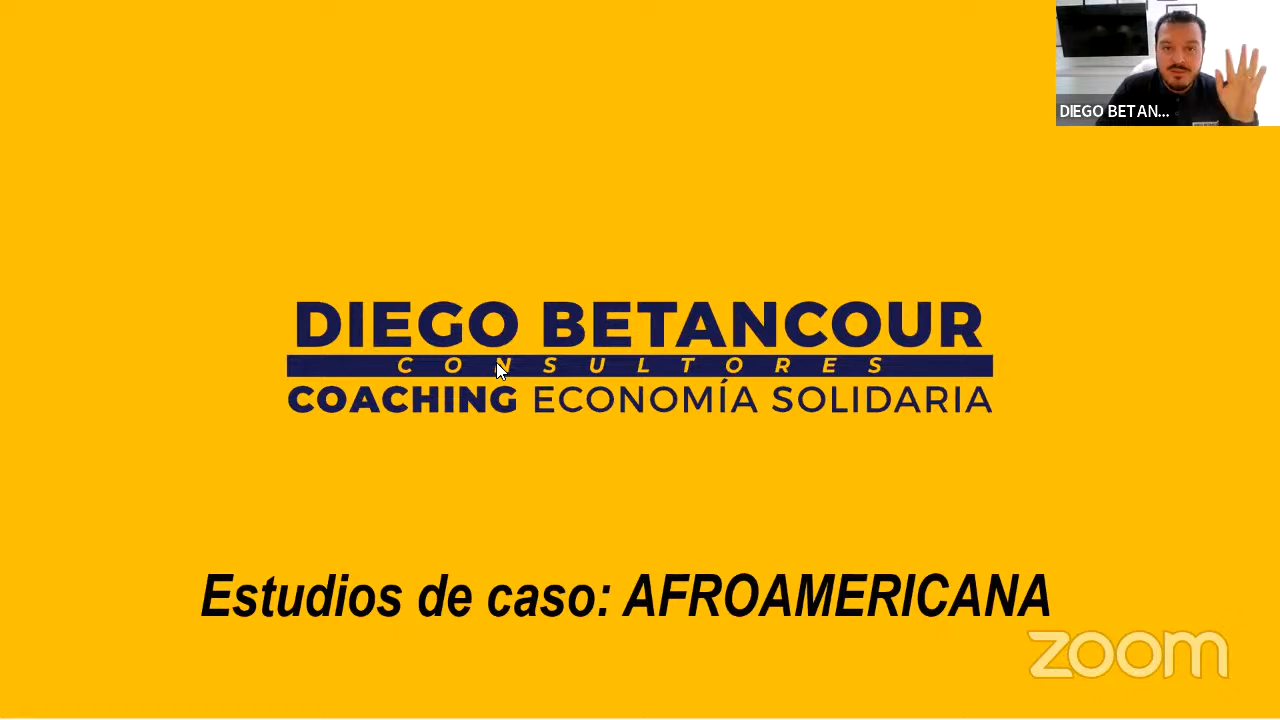 DIEGO BETAN...
DIEGO BETANCOUR
CONSULTORES
COACHING ECONOMÍA SOLIDARIA
Estudios de caso: AFROAMERICANA
zoom